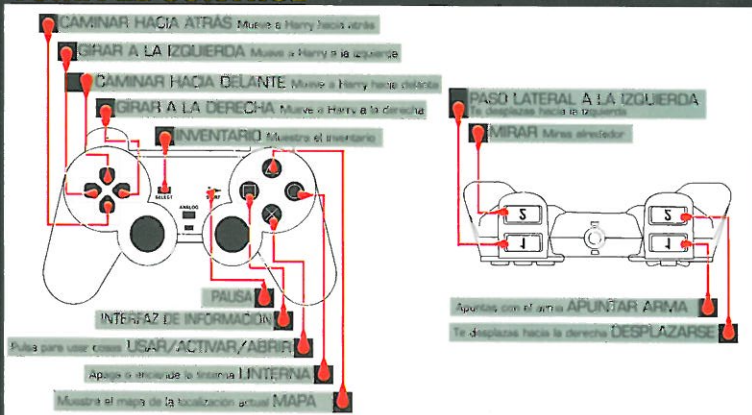 CAMINAR HACIA ATRÁS Mueve a Harry hacia atrás
GIRAR A LA IZQUIERDA Mueve a Harry a la izquierda
CAMINAR HACIA DELANTE Mueve a Harry hacia delante
GIRAR A LA DERECHA Mueve a Harry a la derecha
INVENTARIO Muestra el inventario
SELECT
ANALOG
START
PAUSA
INTERFAZ DE INFORMACIÓN
Pulsa para usar cosas USAR/ACTIVAR/ABRIR
Apaga o enciende la linterna LINTERNA
Muestra el mapa de la localización actual MAPA
PASO LATERAL A LA IZQUIERDA
Te desplazas hacia la izquierda
MIRAR Miras alrededor
2
2
1
1
Apuntas con el arma APUNTAR ARMA
Te desplazas hacia la derecha DESPLAZARSE